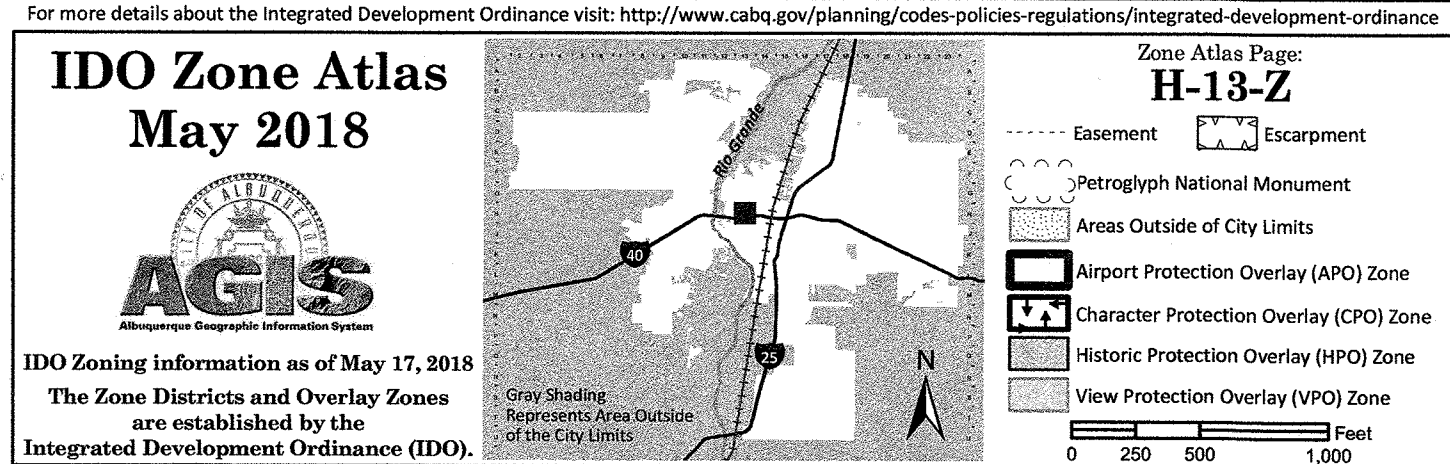 For more details about the Integrated Development Ordinance visit: http://www.cabq.gov/planning/codes-policies-regulations/integrated-development-ordinance
IDO Zone Atlas
May 2018
CITY OF ALBUQUERQUE
AGIS
Albuquerque Geographic Information System
IDO Zoning information as of May 17, 2018
The Zone Districts and Overlay Zones
are established by the
Integrated Development Ordinance (IDO).
Rio Grande
40
25
Gray Shading
Represents Area Outside
of the City Limits
N
Zone Atlas Page:
H-13-Z
Easement
Escarpment
Petroglyph National Monument
Areas Outside of City Limits
Airport Protection Overlay (APO) Zone
Character Protection Overlay (CPO) Zone
Historic Protection Overlay (HPO) Zone
View Protection Overlay (VPO) Zone
Feet
0 250 500 1,000